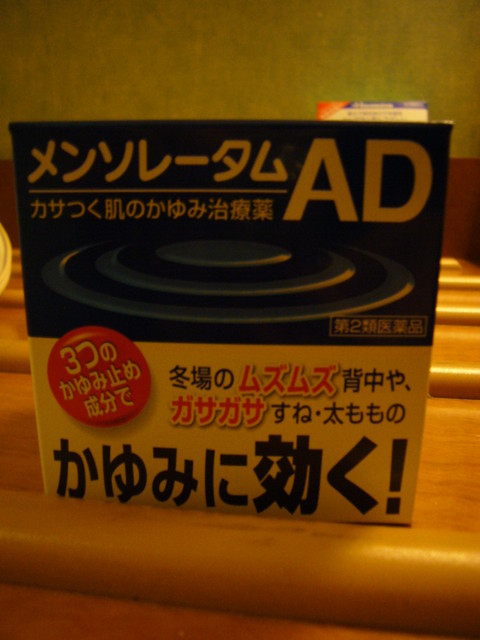 メンソレータムAD
カサつく肌のかゆみ治療薬
第2類医薬品
3つの
かゆみ止め
成分で
冬場のムズムズ背中や、
ガサガサすね・太ももの
かゆみに効く!